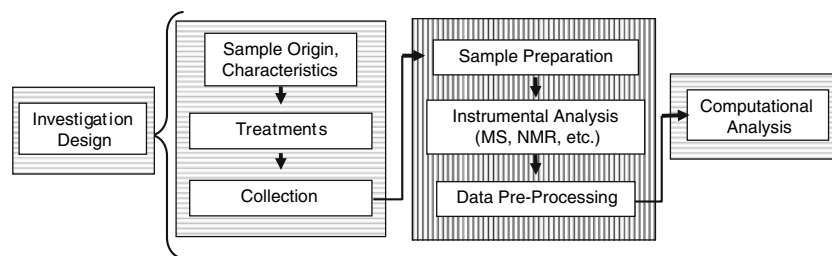 Investigation
Design
Sample Origin,
Characteristics
Treatments
Collection
Sample Preparation
Instrumental Analysis
(MS, NMR, etc.)
Data Pre-Processing
Computational
Analysis